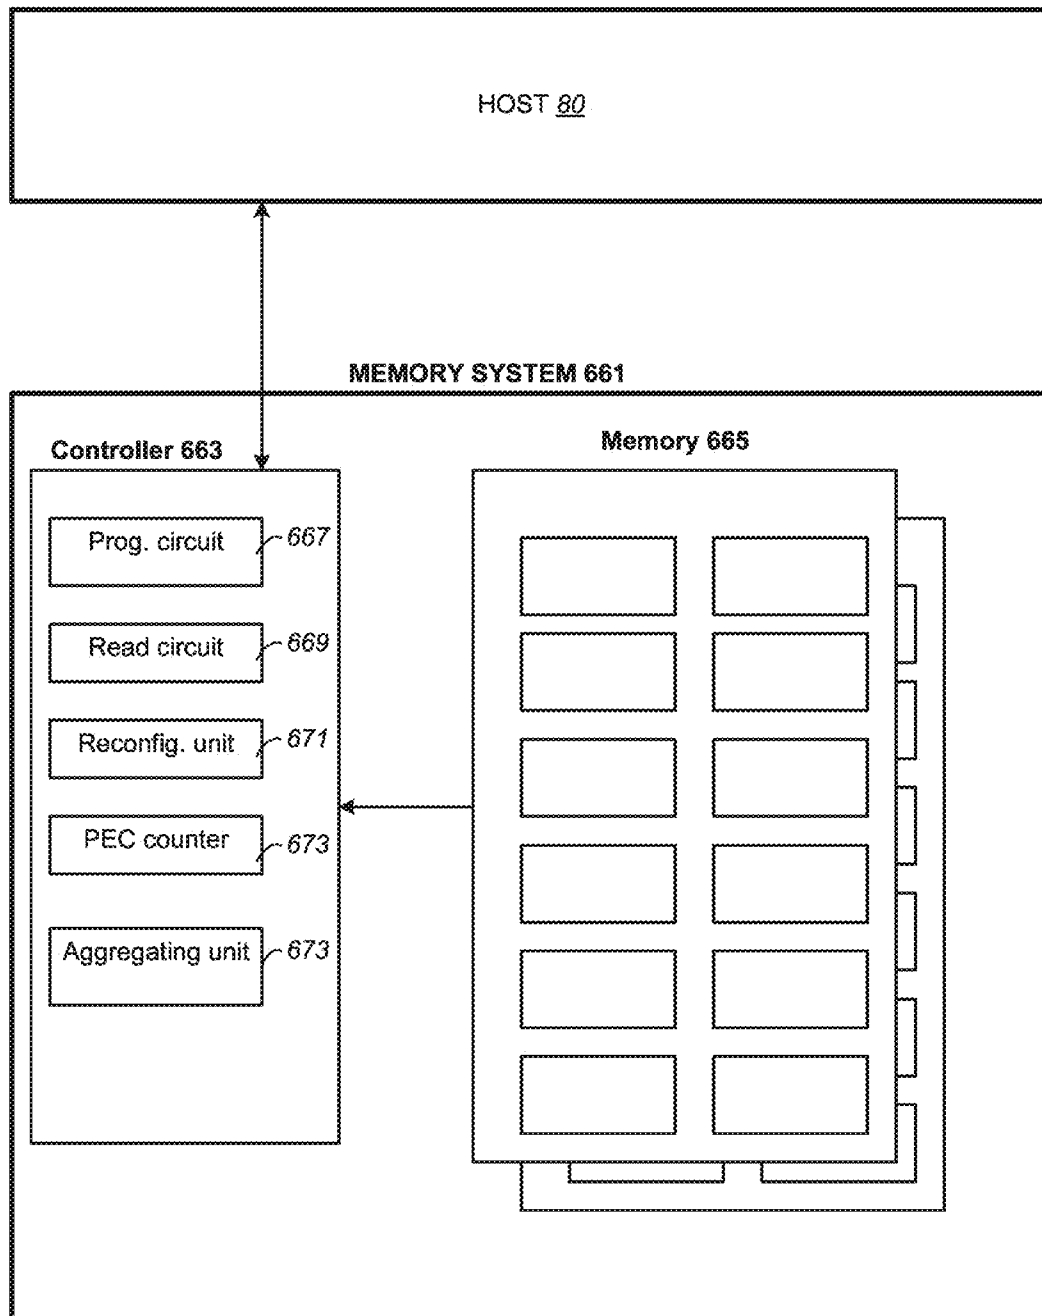 HOST 80
MEMORY SYSTEM 661
Controller 663
Memory 665
Prog. circuit 667
Read circuit 669
Reconfig. unit 671
PEC counter 673
Aggregating unit 673